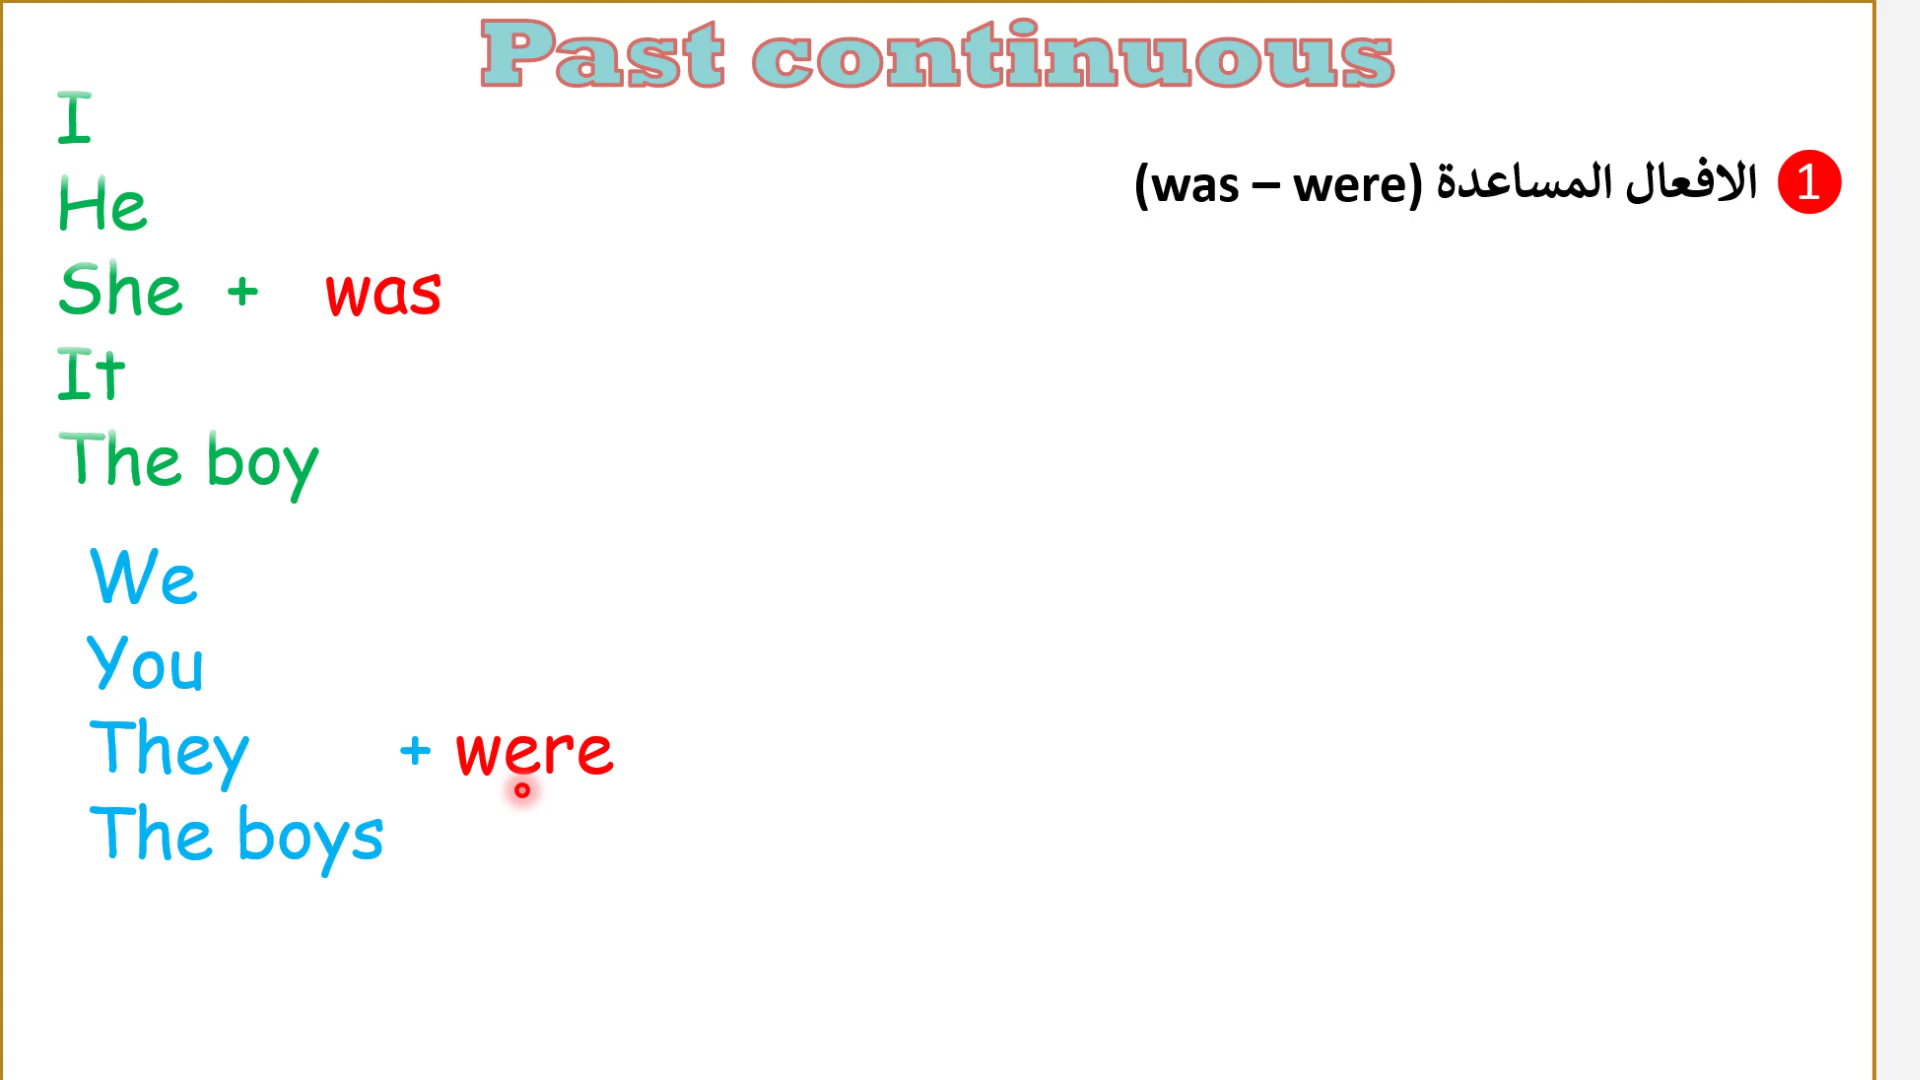 Past continuous
1 الافعال المساعدة (was – were)
I
He
She + was
It
The boy
We
You
They + were
The boys